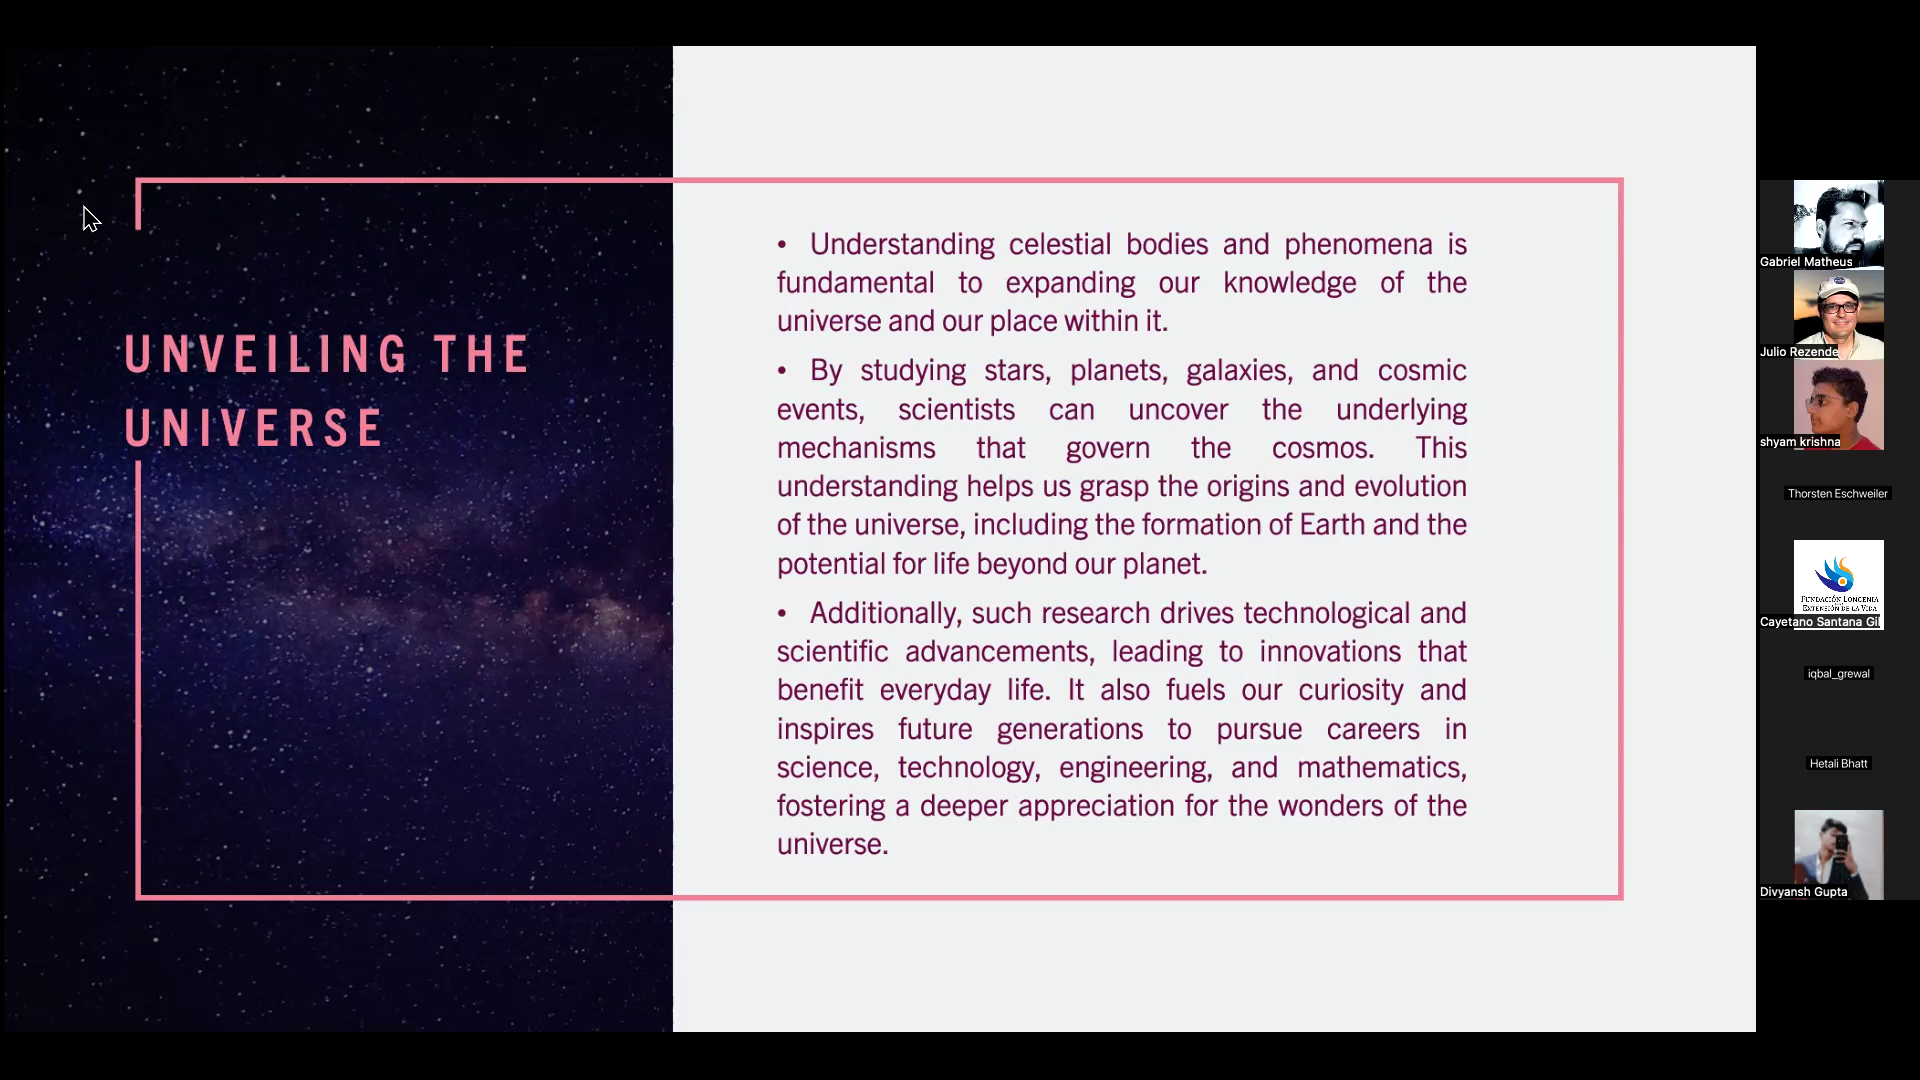 UNVEILING THE
UNIVERSE
• Understanding celestial bodies and phenomena is
fundamental to expanding our knowledge of the
universe and our place within it.
• By studying stars, planets, galaxies, and cosmic
events, scientists can uncover the underlying
mechanisms that govern the cosmos. This
understanding helps us grasp the origins and evolution
of the universe, including the formation of Earth and the
potential for life beyond our planet.
• Additionally, such research drives technological and
scientific advancements, leading to innovations that
benefit everyday life. It also fuels our curiosity and
inspires future generations to pursue careers in
science, technology, engineering, and mathematics,
fostering a deeper appreciation for the wonders of the
universe.
Gabriel Matheus
Julio Rezende
shyam krishna
Thorsten Eschweiler
FUNDACIÓN LONGENIA
EXTENSIÓN DE LA VIDA
Cayetano Santana Gil
iqbal_grewal
Hetali Bhatt
Divyansh Gupta